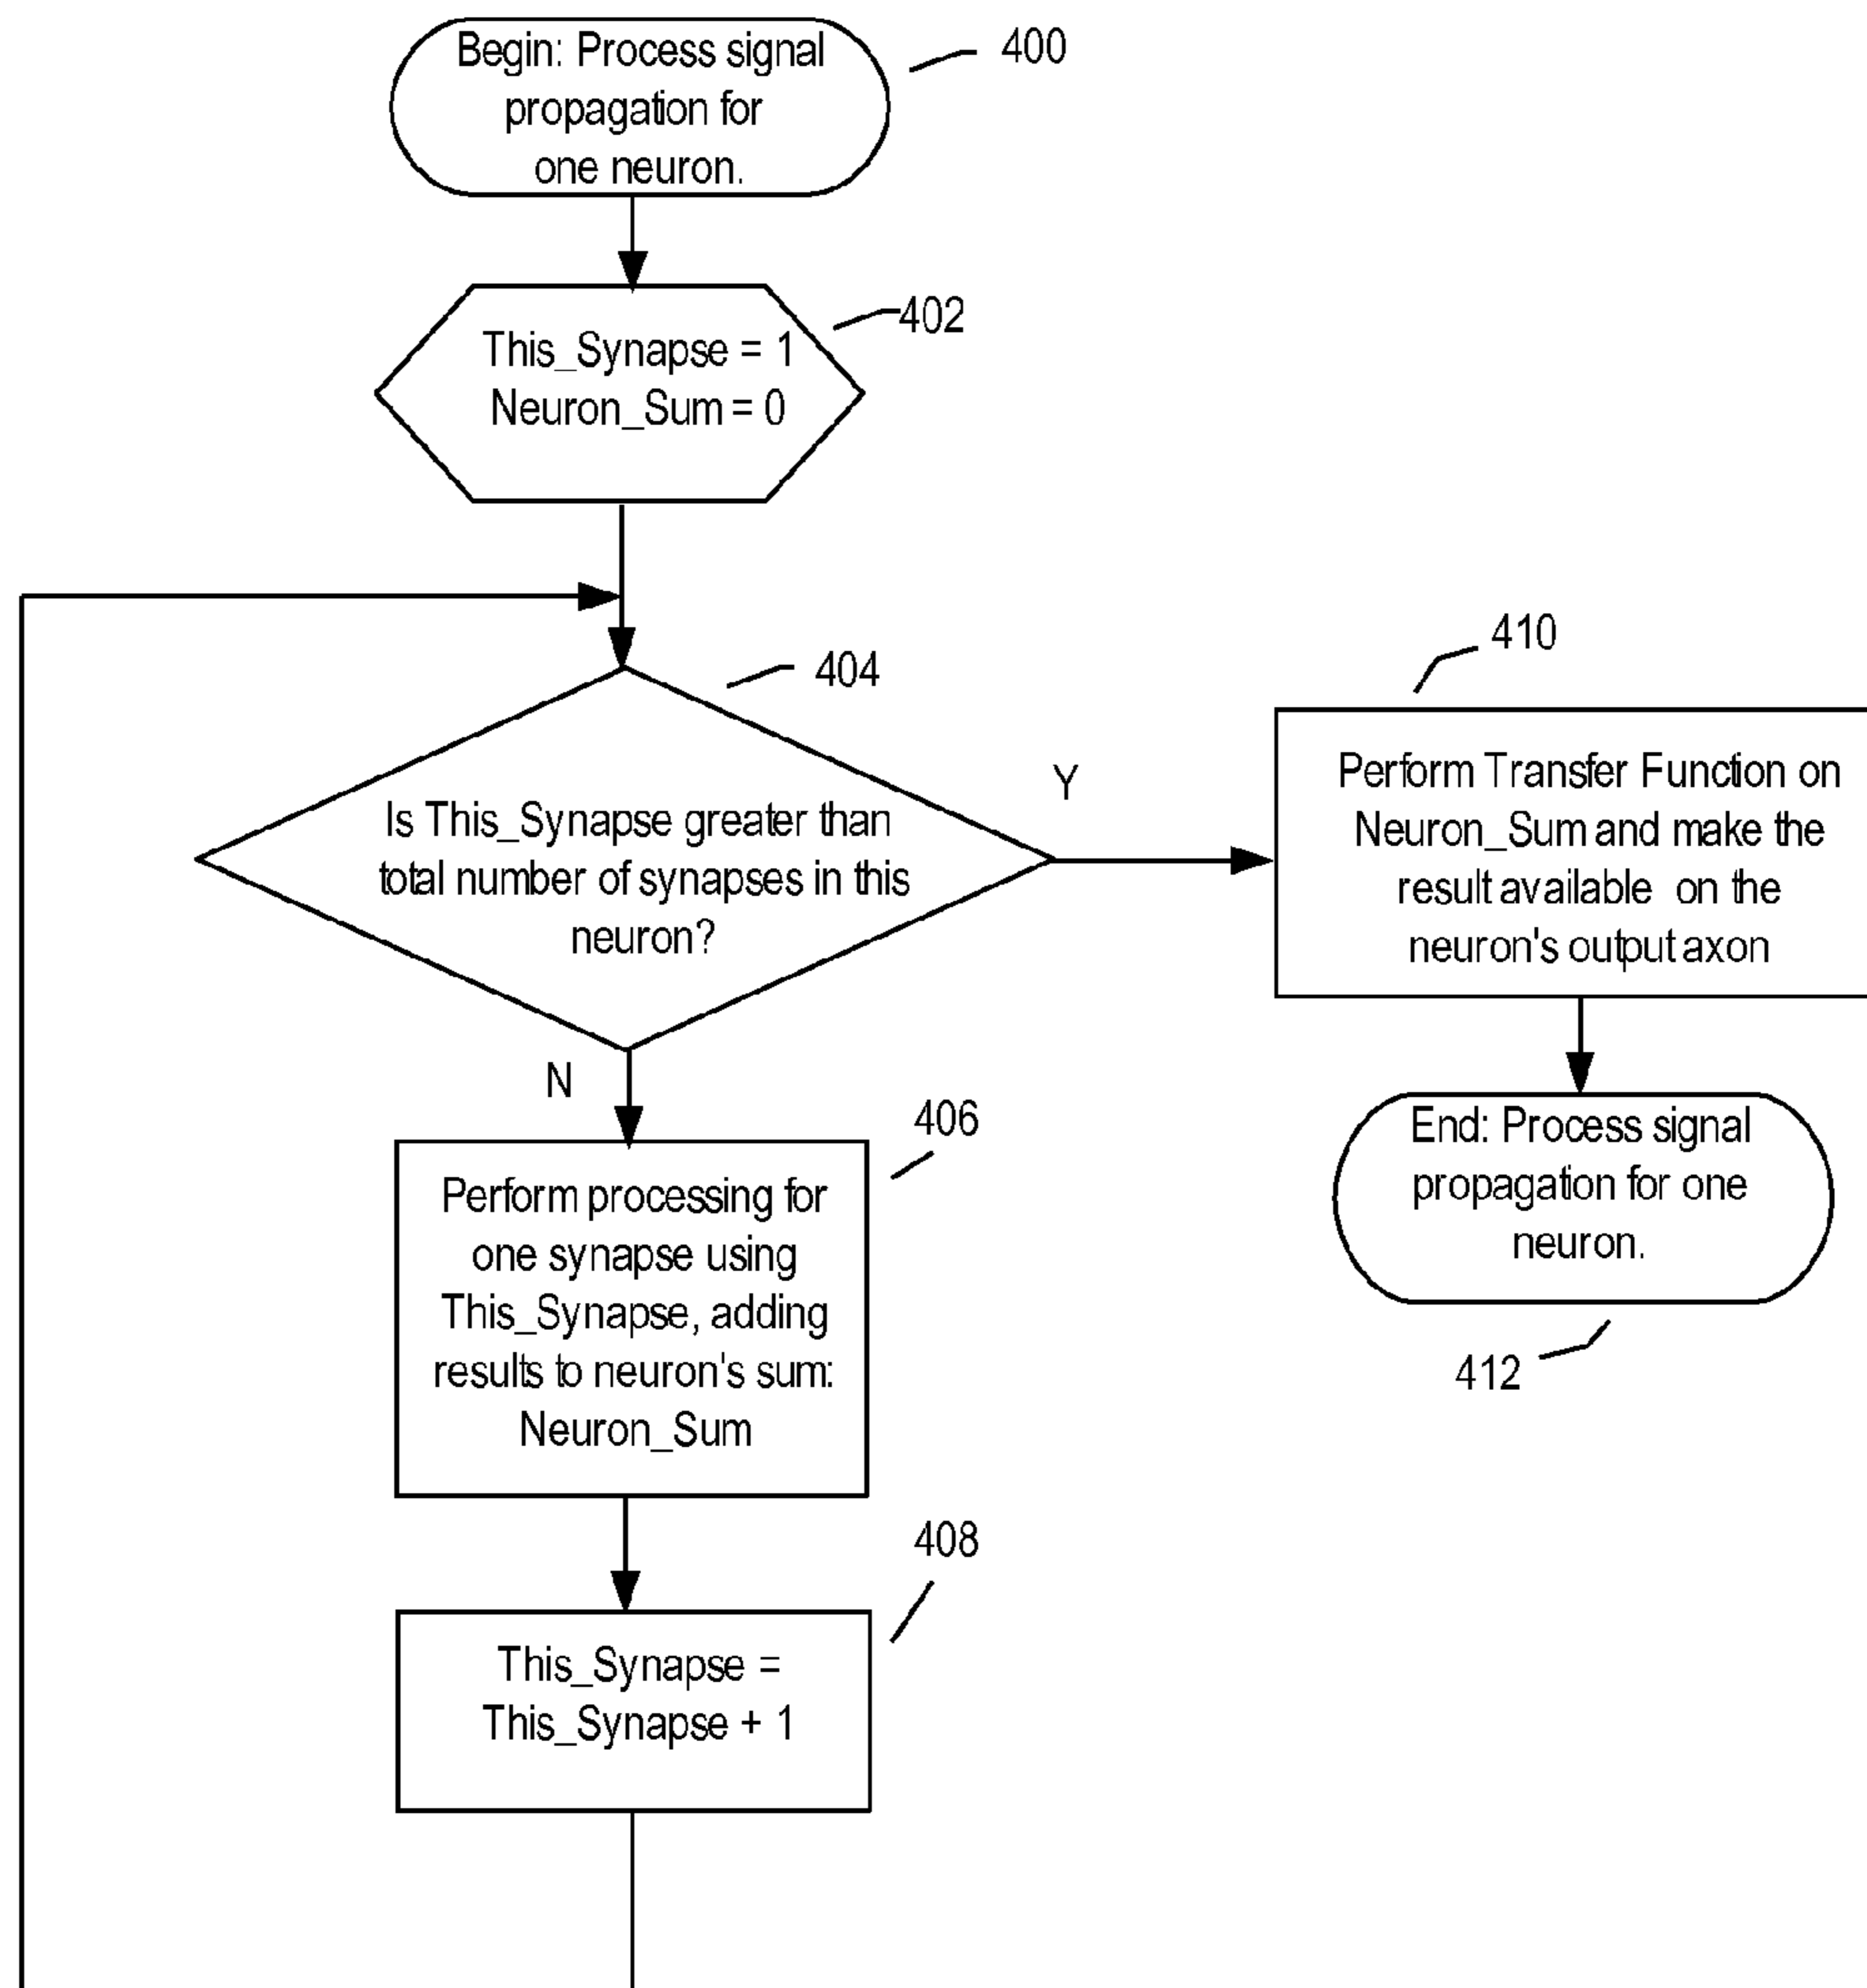 Begin: Process signal
propagation for
one neuron.
400
This_Synapse = 1
Neuron_Sum = 0
402
404
Is This_Synapse greater than
total number of synapses in this
neuron?
Y
N
410
Perform Transfer Function on
Neuron_Sum and make the
result available on the
neuron's output axon
406
Perform processing for
one synapse using
This_Synapse, adding
results to neuron's sum:
Neuron_Sum
End: Process signal
propagation for one
neuron.
412
408
This_Synapse =
This_Synapse + 1